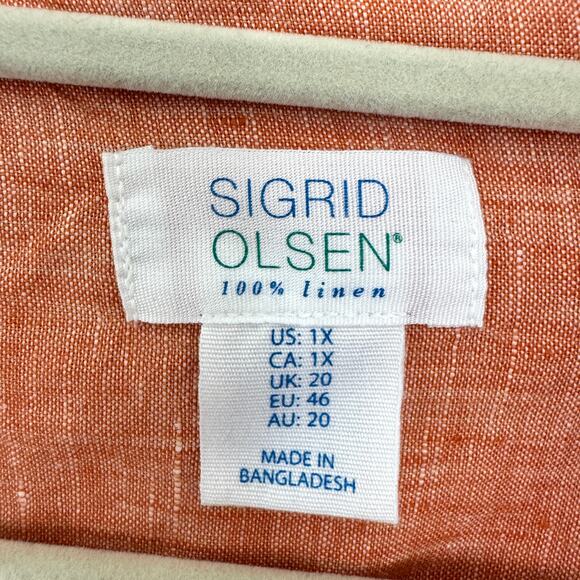 SIGRID
OLSEN®
100% linen
US: 1X
CA: 1X
UK: 20
EU: 46
AU: 20
MADE IN
BANGLADESH